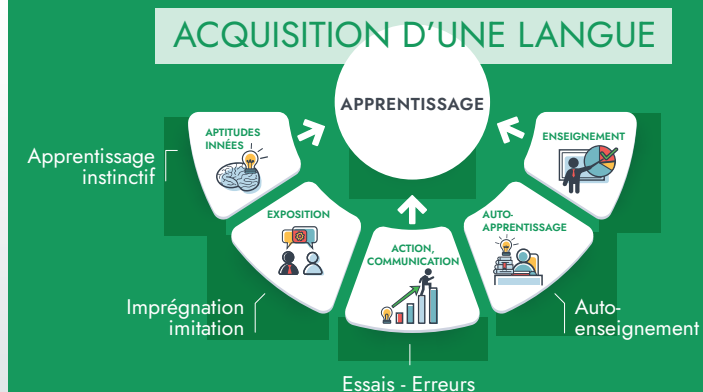 ACQUISITION D'UNE LANGUE
APPRENTISSAGE
APTITUDES
INNÉES
ENSEIGNEMENT
Apprentissage
instinctif
EXPOSITION
AUTO-
APPRENTISSAGE
ACTION,
COMMUNICATION
Imprégnation
imitation
Auto-
enseignement
Essais - Erreurs